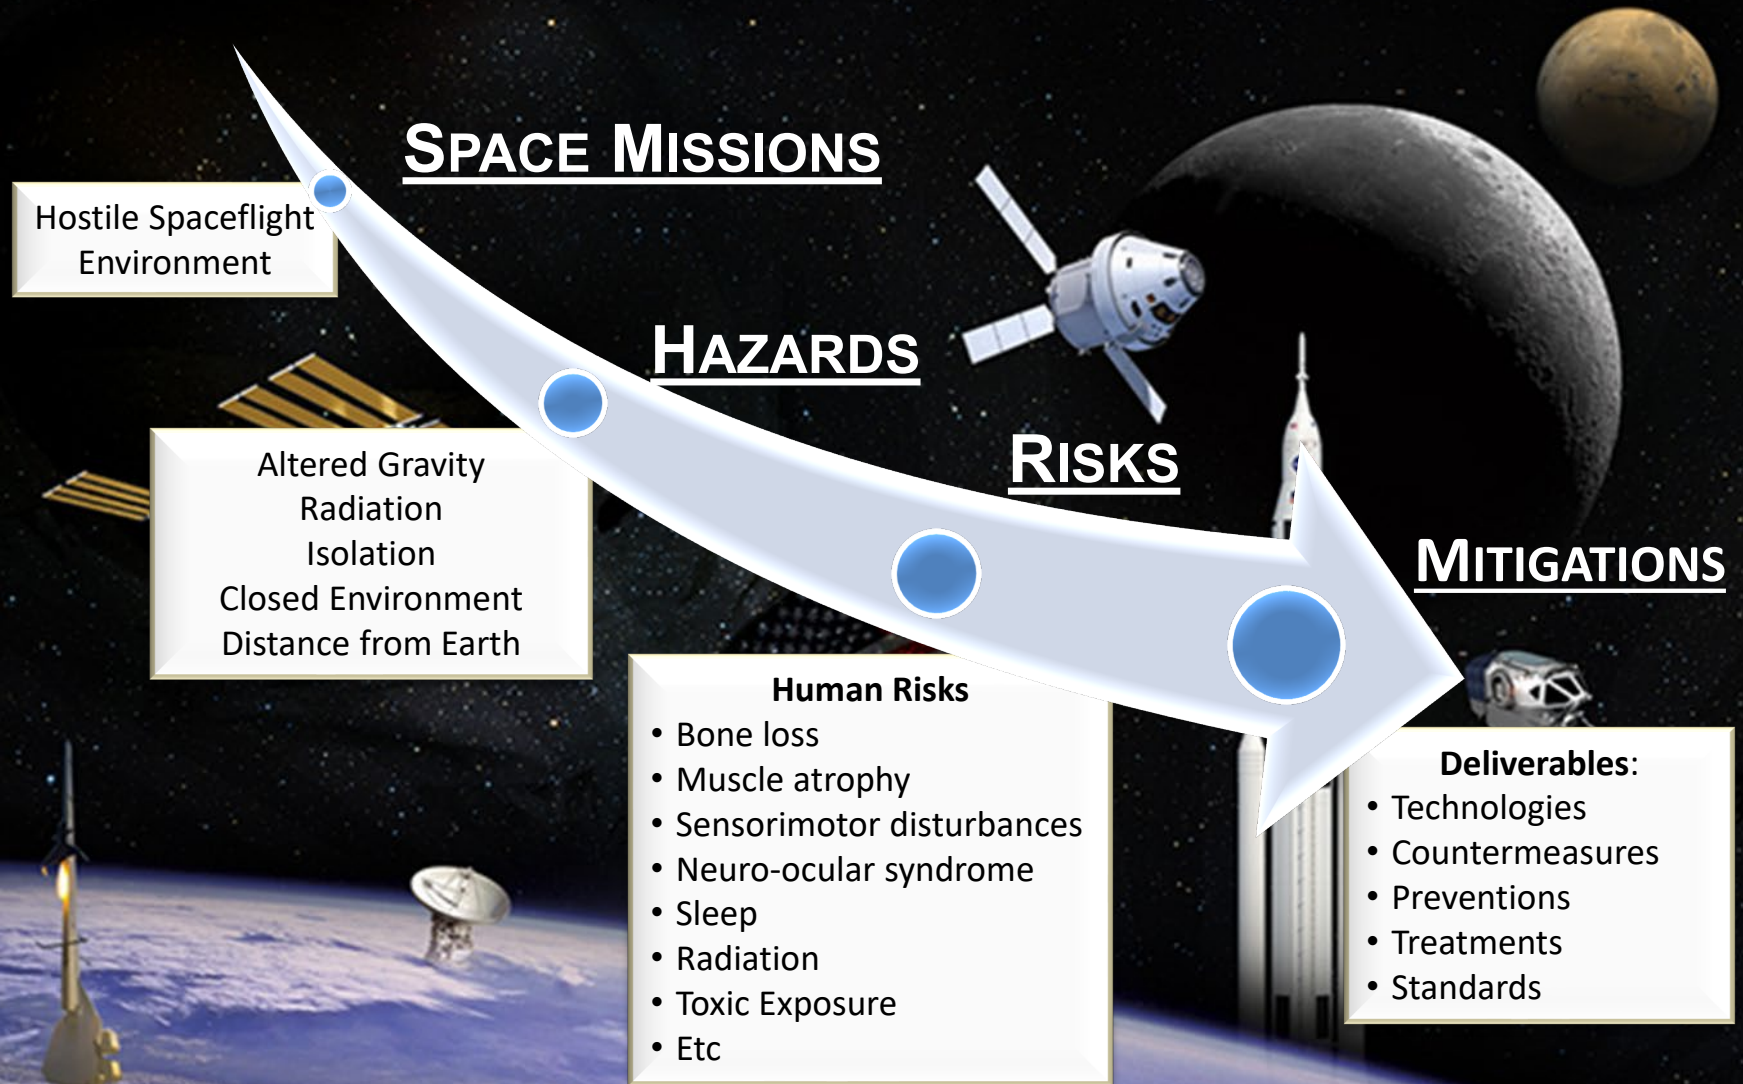 SPACE MISSIONS
Hostile Spaceflight
Environment
HAZARDS
Altered Gravity
Radiation
Isolation
Closed Environment
Distance from Earth
RISKS
Human Risks
• Bone loss
• Muscle atrophy
• Sensorimotor disturbances
• Neuro-ocular syndrome
• Sleep
• Radiation
• Toxic Exposure
• Etc
MITIGATIONS
Deliverables:
• Technologies
• Countermeasures
• Preventions
• Treatments
• Standards